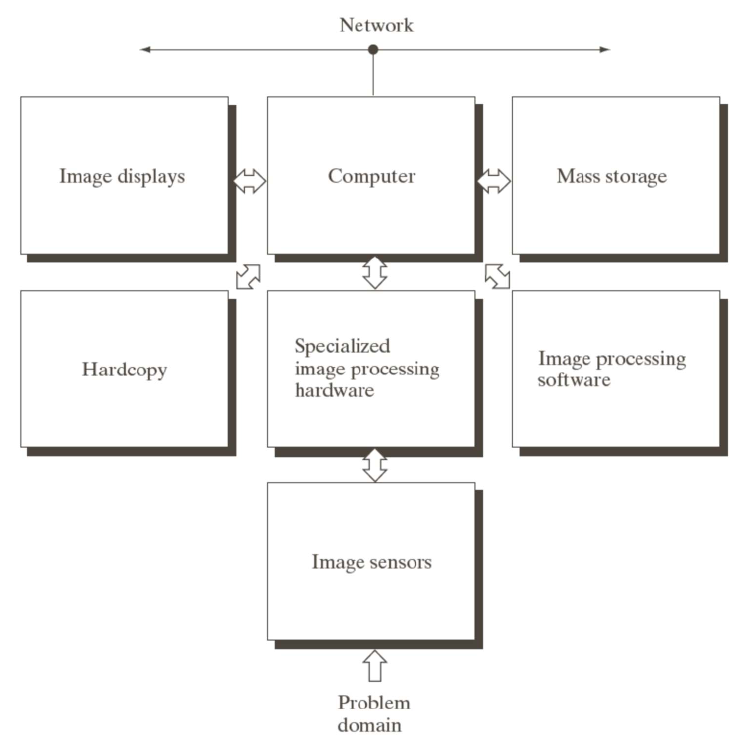 Network
Image displays
Computer
Mass storage
Hardcopy
Specialized
image processing
hardware
Image processing
software
Image sensors
Problem
domain